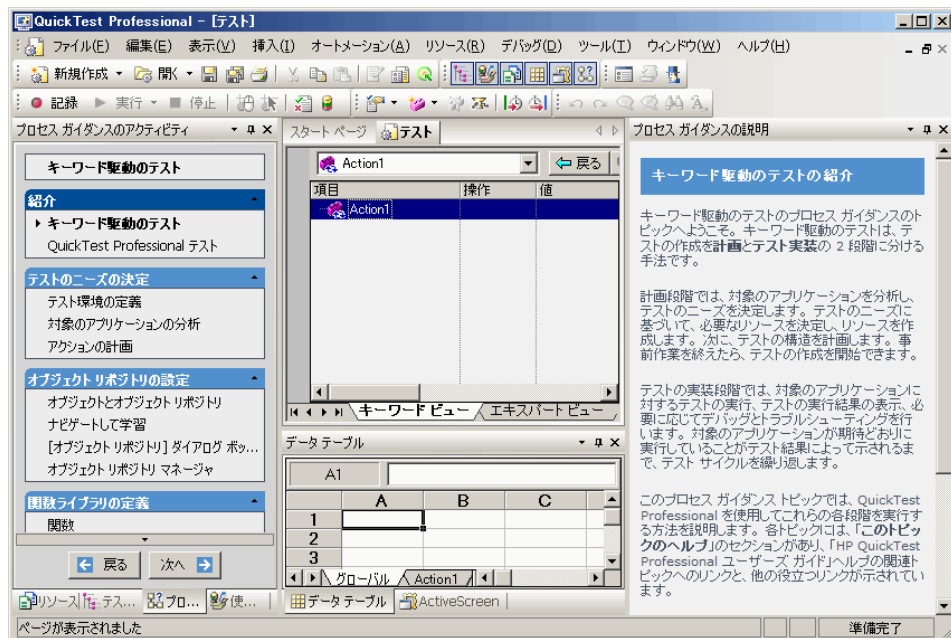 QuickTest Professional - [テスト]
ファイル(F) 編集(E) 表示(V) 挿入(I) オートメーション(A) リソース(R) デバッグ(D) ツール(T) ウィンドウ(W) ヘルプ(H)
新規作成 開く
記録 実行 停止
プロセス ガイダンスのアクティビティ
キーワード駆動のテスト
紹介
キーワード駆動のテスト
QuickTest Professional テスト
テストのニーズの決定
テスト環境の定義
対象のアプリケーションの分析
アクションの計画
オブジェクト リポジトリの設定
オブジェクトとオブジェクト リポジトリ
ナビゲートして学習
[オブジェクト リポジトリ] ダイアログ ボッ...
オブジェクト リポジトリ マネージャ
関数ライブラリの定義
関数
戻る 次へ
リソース テス... プロ... 使...
スタート ページ テスト
Action1 戻る
項目 操作 値
Action1
キーワード ビュー エキスパート ビュー
データ テーブル
A1
A B C
1
2
3
グローバル Action1
データ テーブル ActiveScreen
プロセス ガイダンスの説明
キーワード駆動のテストの紹介
キーワード駆動のテストのプロセス ガイダンスのト
ピックへようこそ。キーワード駆動のテストは、テ
ストの作成を計画とテスト実装の 2 段階に分ける
手法です。
計画段階では、対象のアプリケーションを分析し、
テストのニーズを決定します。テストのニーズに
基づいて、必要なリソースを決定し、リソースを作
成します。次に、テストの構造を計画します。事
前作業を終えたら、テストの作成を開始できます。
テストの実装段階では、対象のアプリケーションに
対するテストの実行、テストの実行結果の表示、必
要に応じてデバッグとトラブルシューティングを行
います。対象のアプリケーションが期待どおりに
実行していることがテスト結果によって示されるま
で、テスト サイクルを繰り返します。
このプロセス ガイダンス トピックでは、QuickTest
Professional を使用してこれらの各段階を実行す
る方法を説明します。各トピックには、「このトピッ
クのヘルプ」のセクションがあり、「HP QuickTest
Professional ユーザーズ ガイド」ヘルプの関連ト
ピックへのリンクと、他の役立つリンクが示されてい
ます。
ページが表示されました 準備完了